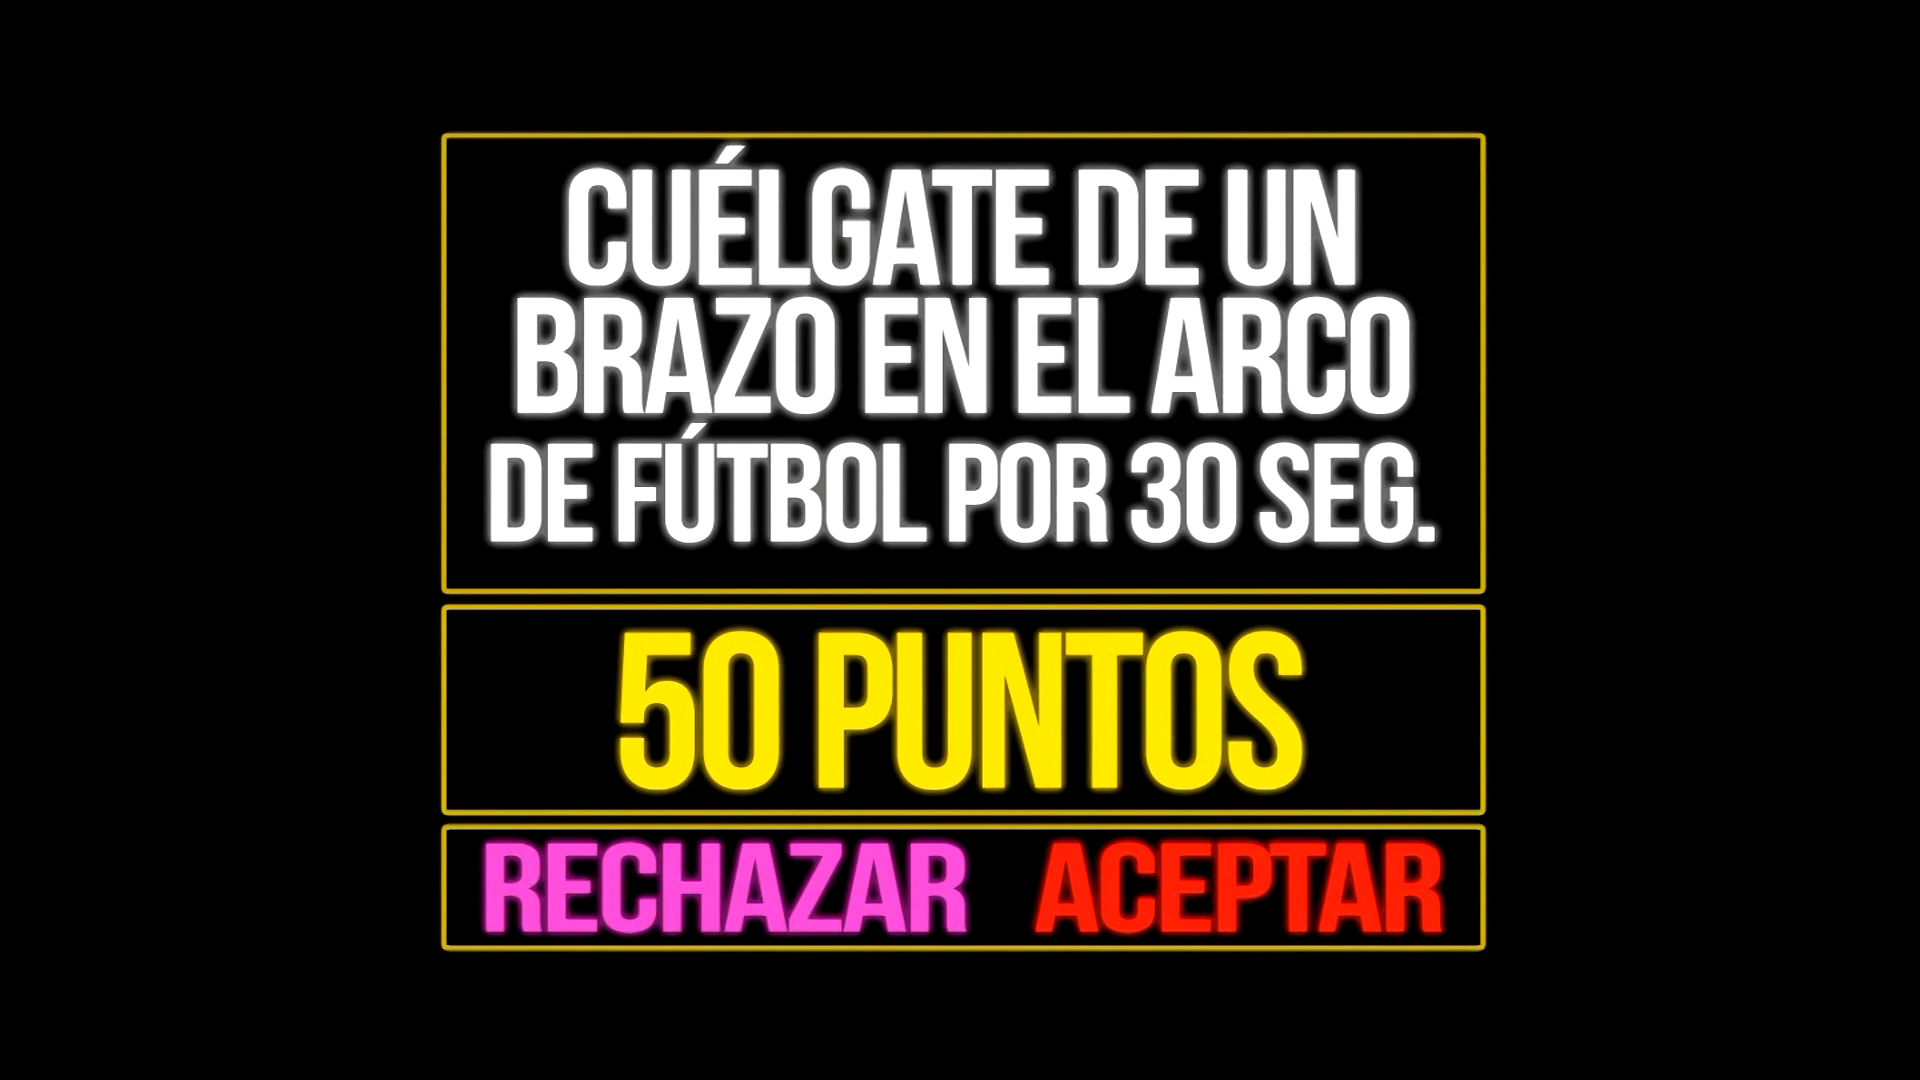 CUÉLGATE DE UN
BRAZO EN EL ARCO
DE FÚTBOL POR 30 SEG.
50 PUNTOS
RECHAZAR ACEPTAR